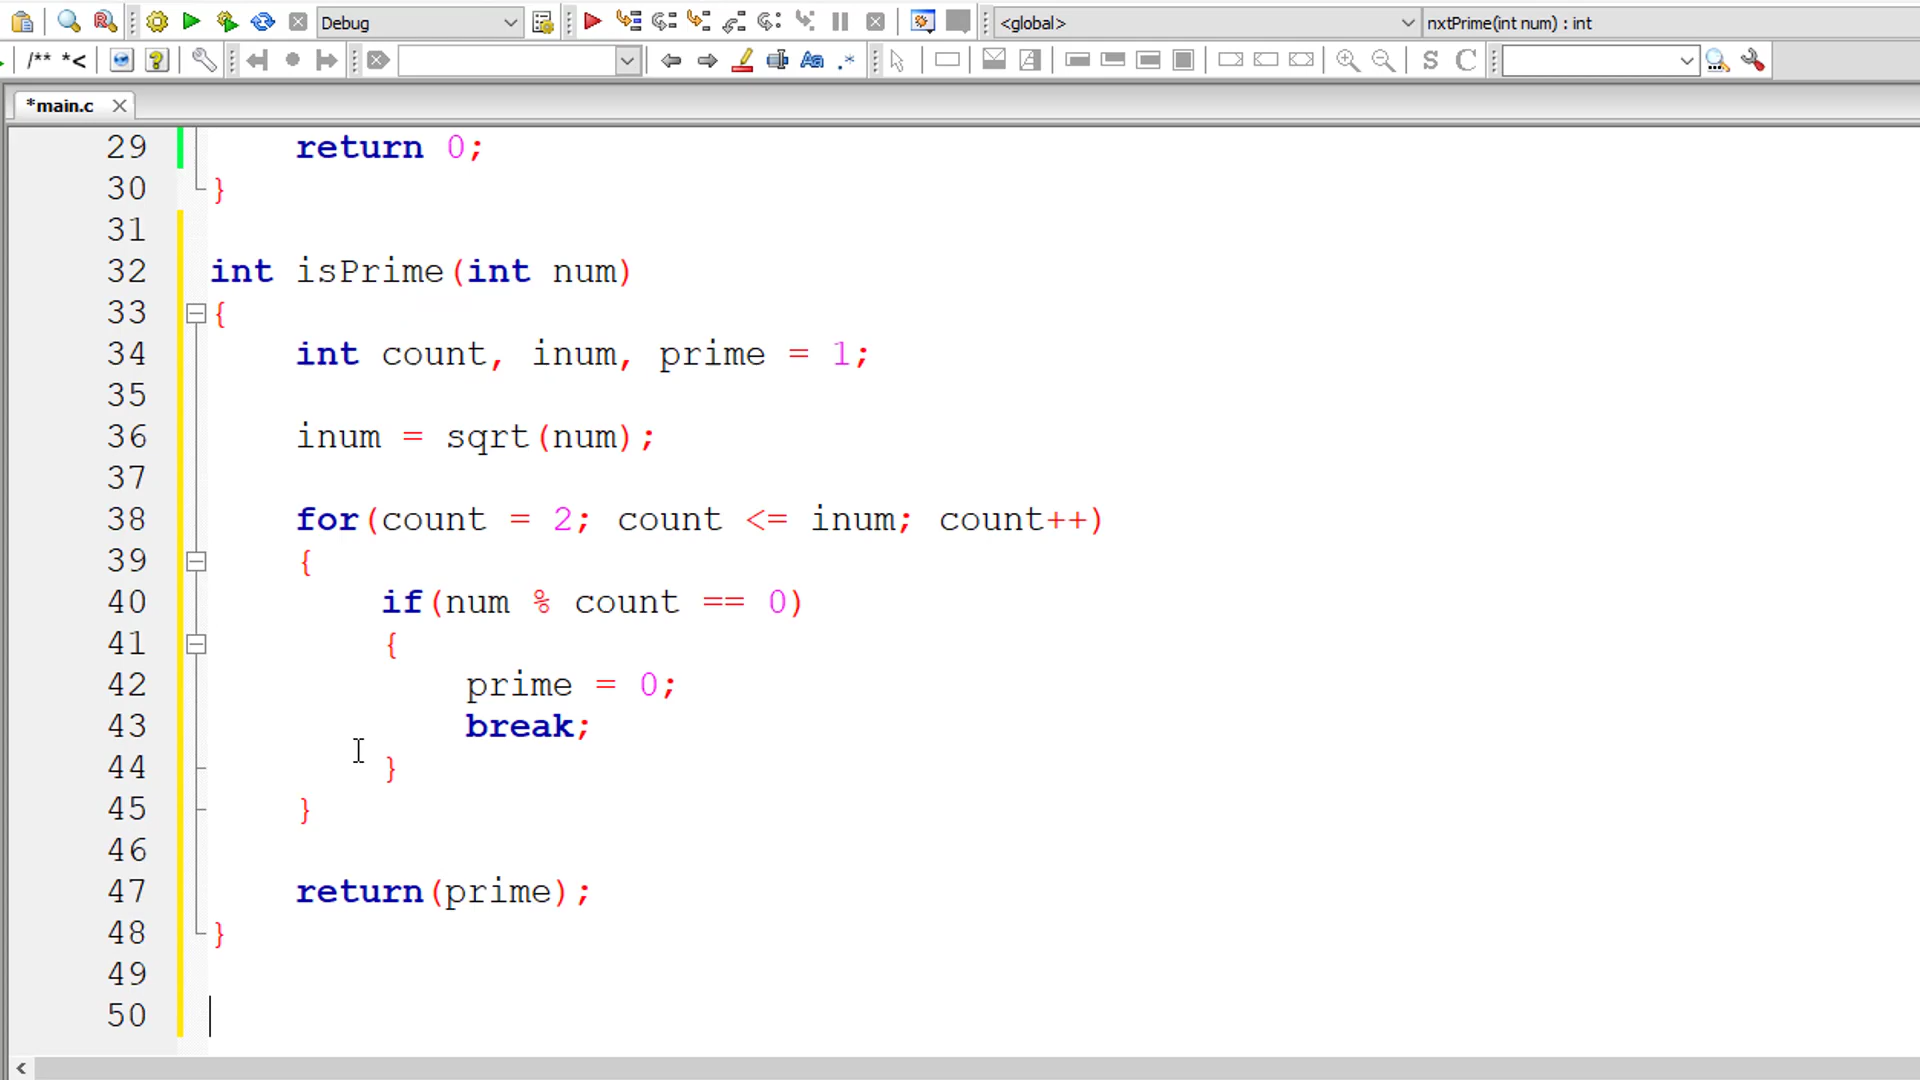 Debug
<global>
nxtPrime(int num) : int
/** *<
Aa
.*
S
C
*main.c
29 return 0;
30 }
31
32 int isPrime(int num)
33 {
34 int count, inum, prime = 1;
35
36 inum = sqrt(num);
37
38 for(count = 2; count <= inum; count++)
39 {
40 if(num % count == 0)
41 {
42 prime = 0;
43 break;
44 }
45 }
46
47 return(prime);
48 }
49
50